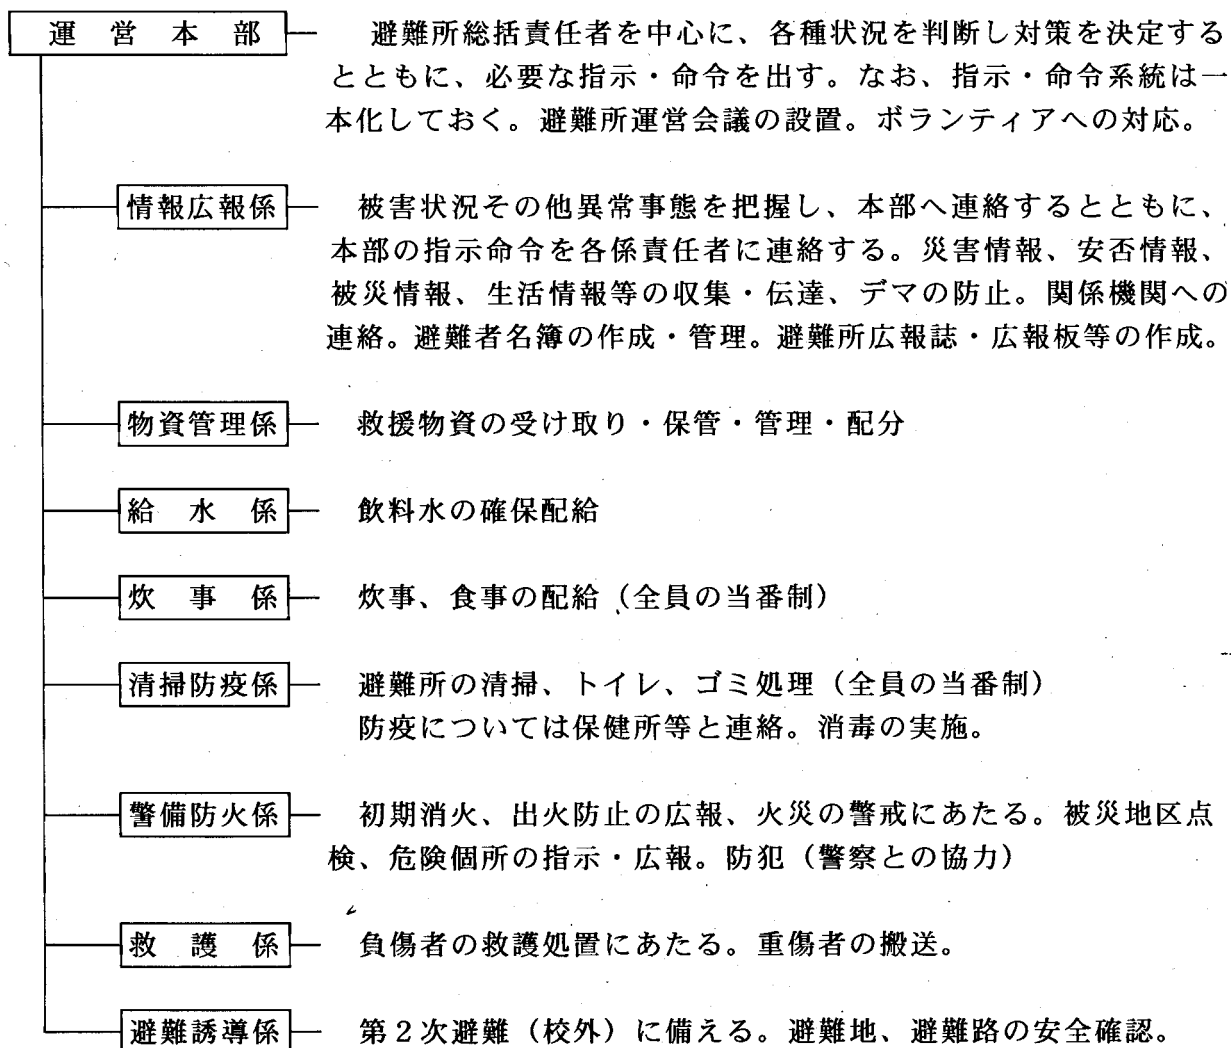 運営本部 避難所総括責任者を中心に、各種状況を判断し対策を決定する
とともに、必要な指示・命令を出す。なお、指示・命令系統は一
本化しておく。避難所運営会議の設置。ボランティアへの対応。
情報広報係 被害状況その他異常事態を把握し、本部へ連絡するとともに、
本部の指示命令を各係責任者に連絡する。災害情報、安否情報、
被災情報、生活情報等の収集・伝達、デマの防止。関係機関への
連絡。避難者名簿の作成・管理。避難所広報誌・広報板等の作成。
物資管理係 救援物資の受け取り・保管・管理・配分
給水係 飲料水の確保配給
炊事係 炊事、食事の配給（全員の当番制）
清掃防疫係 避難所の清掃、トイレ、ゴミ処理（全員の当番制）
防疫については保健所等と連絡。消毒の実施。
警備防火係 初期消火、出火防止の広報、火災の警戒にあたる。被災地区点
検、危険個所の指示・広報。防犯（警察との協力）
救護係 負傷者の救護処置にあたる。重傷者の搬送。
避難誘導係 第２次避難（校外）に備える。避難地、避難路の安全確認。